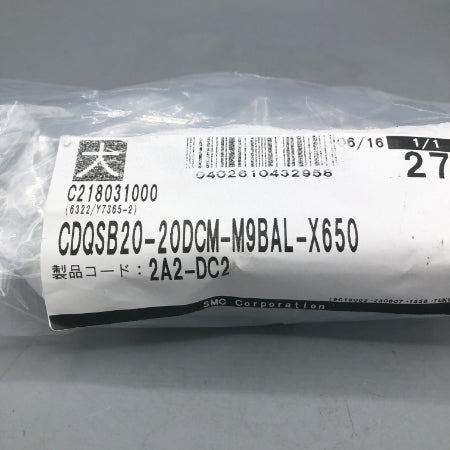 大
06/16
1/1
0402610432958
27
C218031000
(6322/Y7365-2)
CDQSB20-20DCM-M9BAL-X650
製品コード：2A2-DC2
SMC Corporation